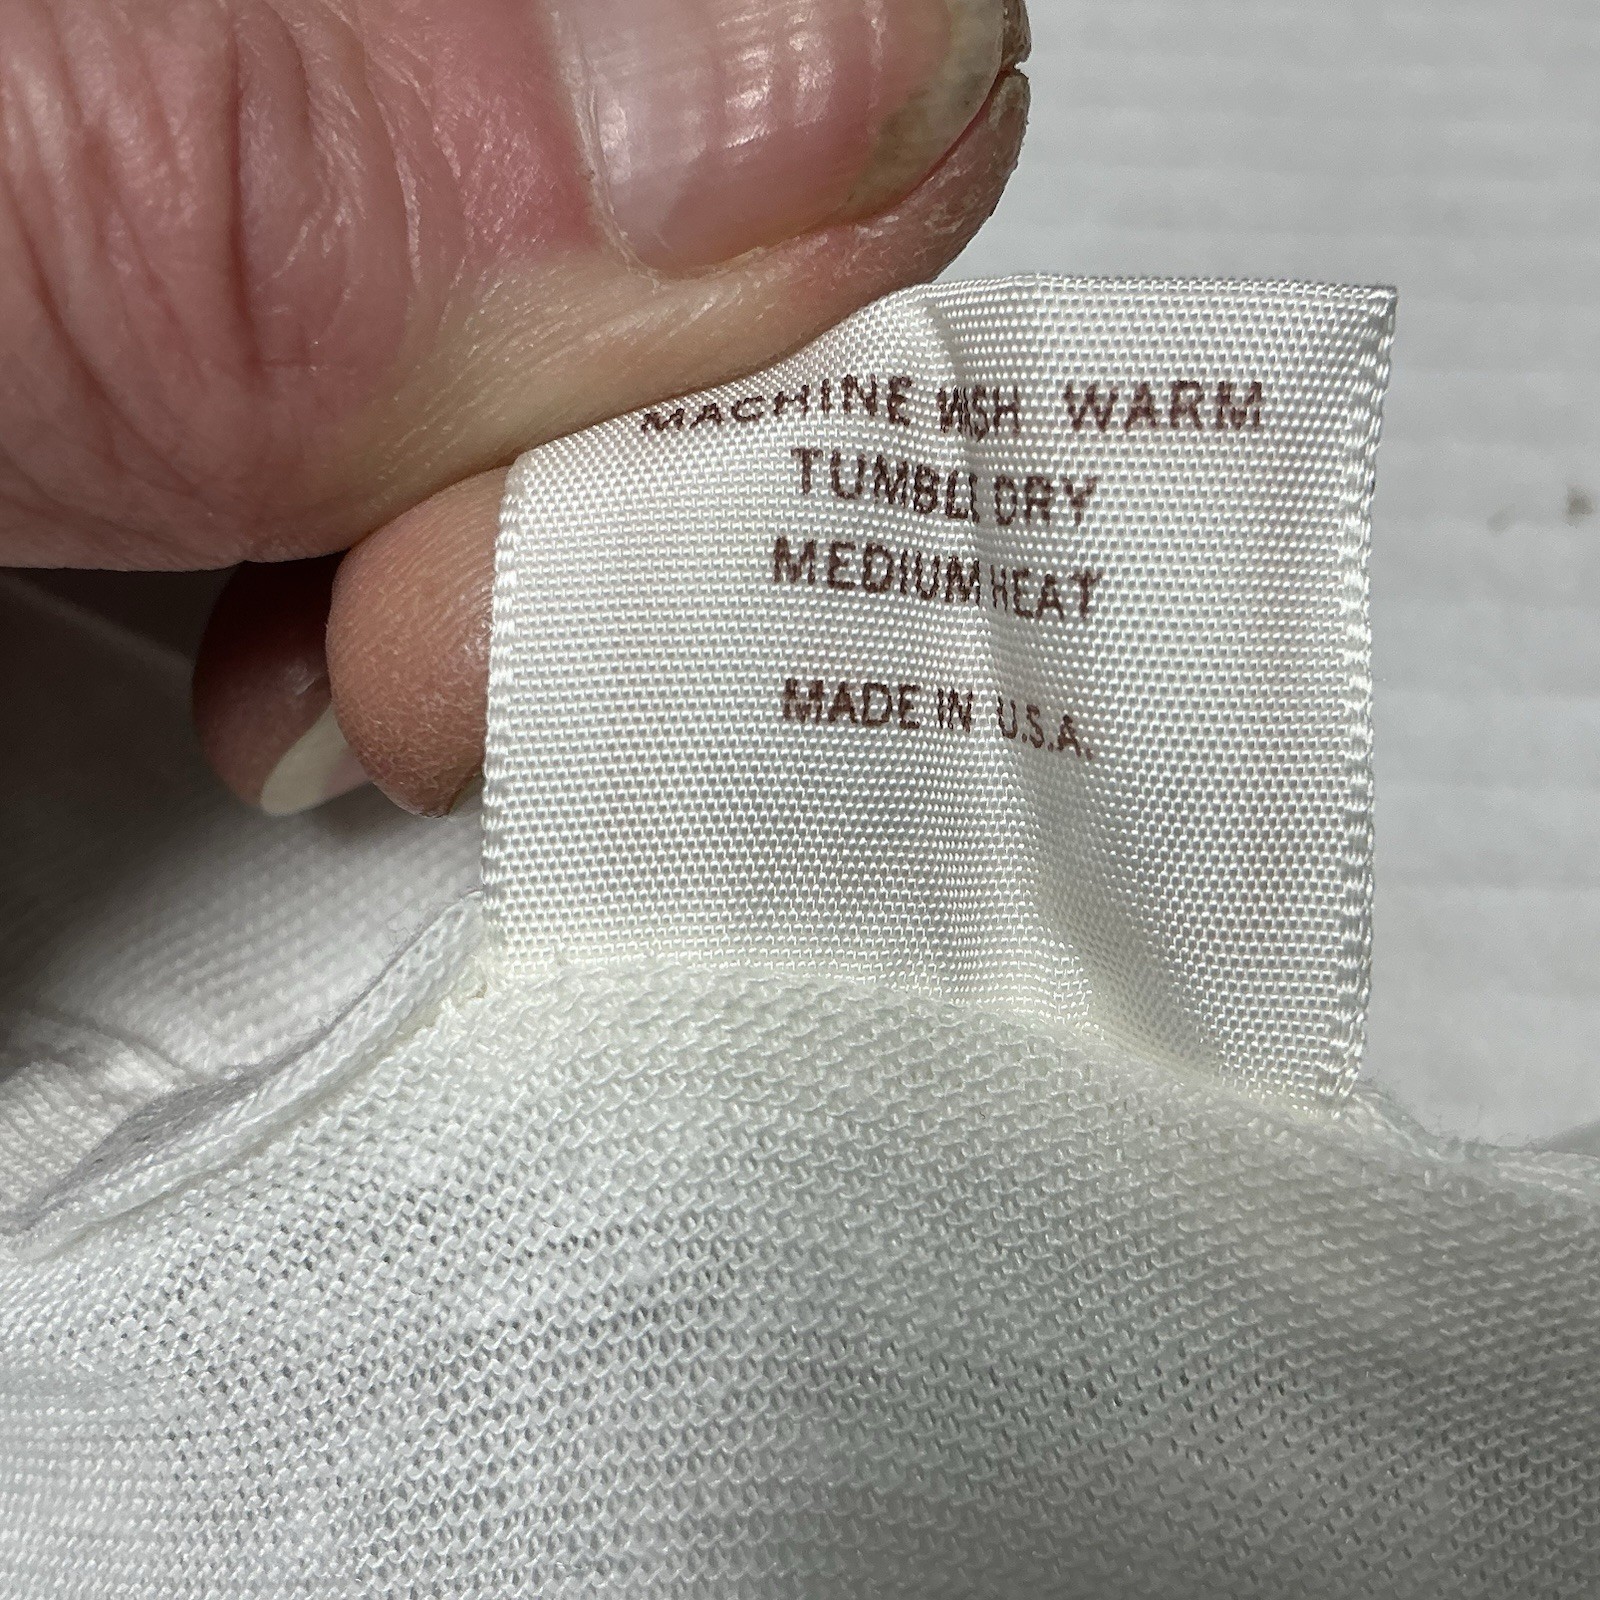 MACHINE WASH WARM
TUMBLE DRY
MEDIUM HEAT
MADE IN U.S.A.